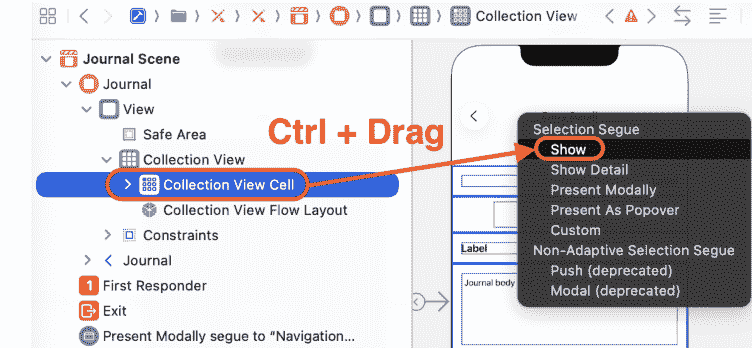 Collection View
Journal Scene
Journal
View
Safe Area
Collection View
Collection View Cell
Collection View Flow Layout
Constraints
Journal
First Responder
Exit
Present Modally segue to “Navigation...
Ctrl + Drag
Selection Segue
Show
Show Detail
Present Modally
Present As Popover
Custom
Non-Adaptive Selection Segue
Push (deprecated)
Modal (deprecated)
Label
Journal body